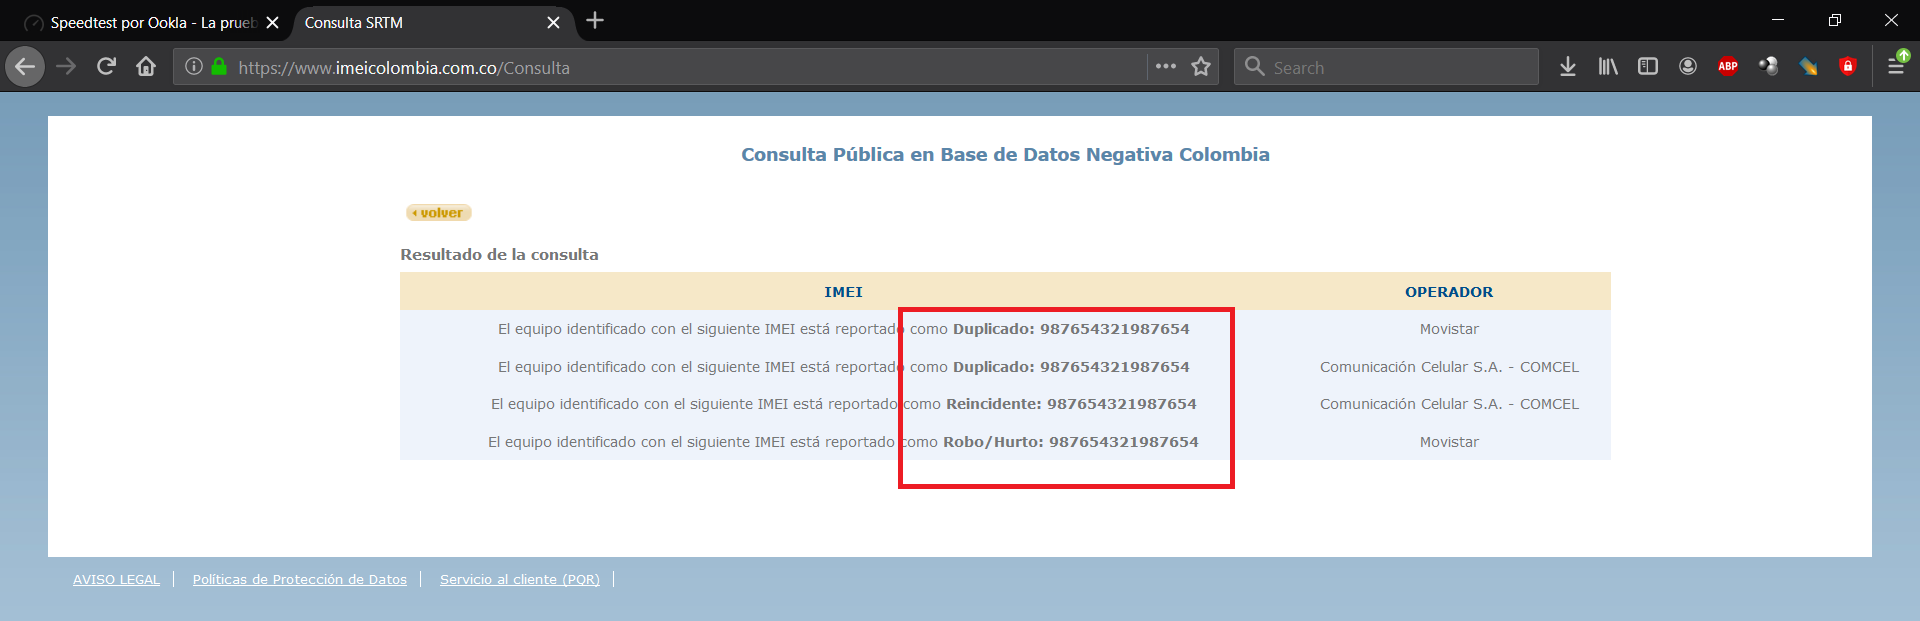 Speedtest por Ookla - La prueb
Consulta SRTM
https://www.imeicolombia.com.co/Consulta
Search
ABP
Consulta Pública en Base de Datos Negativa Colombia
volver
Resultado de la consulta
IMEI OPERADOR
El equipo identificado con el siguiente IMEI está reportado como Duplicado: 987654321987654 Movistar
El equipo identificado con el siguiente IMEI está reportado como Duplicado: 987654321987654 Comunicación Celular S.A. - COMCEL
El equipo identificado con el siguiente IMEI está reportado como Reincidente: 987654321987654 Comunicación Celular S.A. - COMCEL
El equipo identificado con el siguiente IMEI está reportado como Robo/Hurto: 987654321987654 Movistar
AVISO LEGAL Políticas de Protección de Datos Servicio al cliente (PQR)